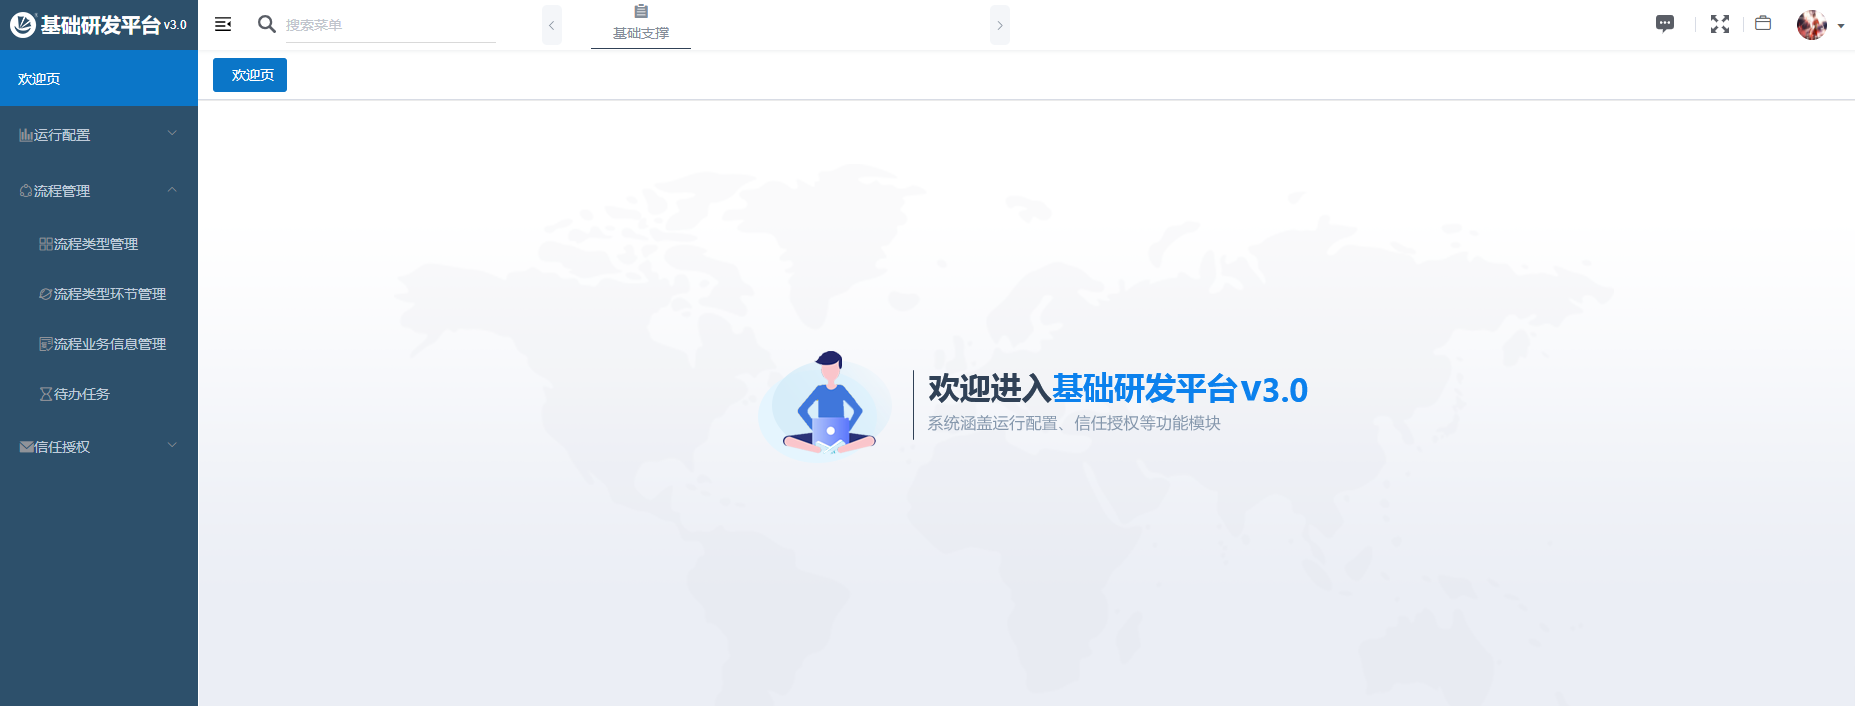 基础研发平台 v3.0
搜索菜单
基础支撑
欢迎页
欢迎页
运行配置
流程管理
流程类型管理
流程类型环节管理
流程业务信息管理
待办任务
信任授权
欢迎进入基础研发平台v3.0
系统涵盖运行配置、信任授权等功能模块